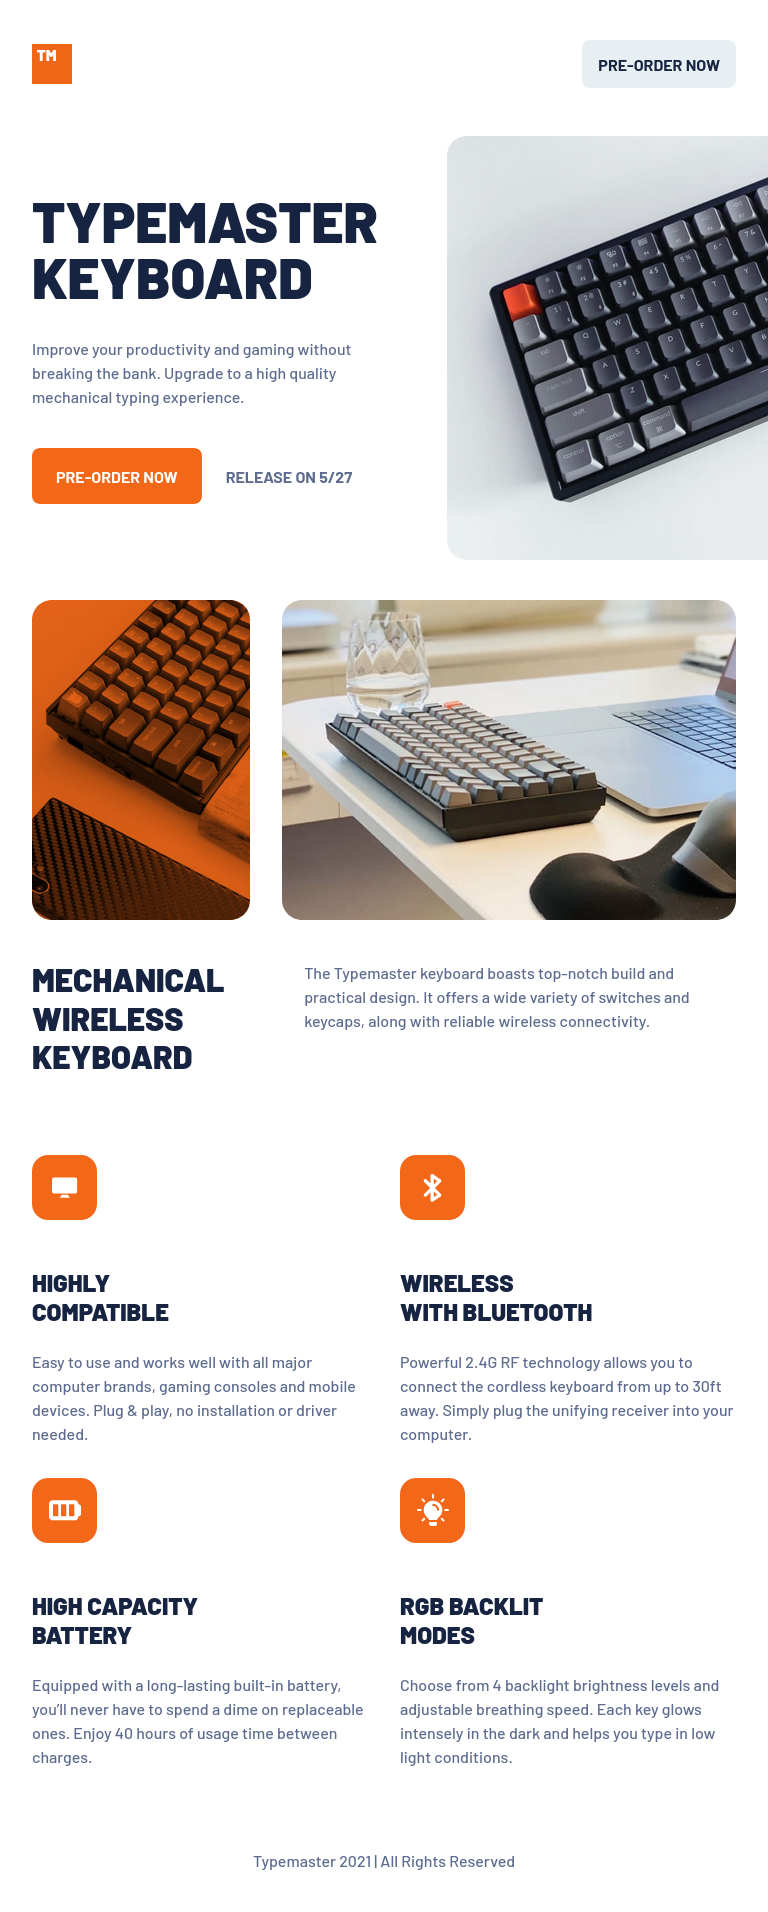 TM
PRE-ORDER NOW
TYPEMASTER
KEYBOARD
Improve your productivity and gaming without
breaking the bank. Upgrade to a high quality
mechanical typing experience.
PRE-ORDER NOW
RELEASE ON 5/27
MECHANICAL
WIRELESS
KEYBOARD
The Typemaster keyboard boasts top-notch build and
practical design. It offers a wide variety of switches and
keycaps, along with reliable wireless connectivity.
HIGHLY
COMPATIBLE
Easy to use and works well with all major
computer brands, gaming consoles and mobile
devices. Plug & play, no installation or driver
needed.
WIRELESS
WITH BLUETOOTH
Powerful 2.4G RF technology allows you to
connect the cordless keyboard from up to 30ft
away. Simply plug the unifying receiver into your
computer.
HIGH CAPACITY
BATTERY
Equipped with a long-lasting built-in battery,
you’ll never have to spend a dime on replaceable
ones. Enjoy 40 hours of usage time between
charges.
RGB BACKLIT
MODES
Choose from 4 backlight brightness levels and
adjustable breathing speed. Each key glows
intensely in the dark and helps you type in low
light conditions.
Typemaster 2021 | All Rights Reserved